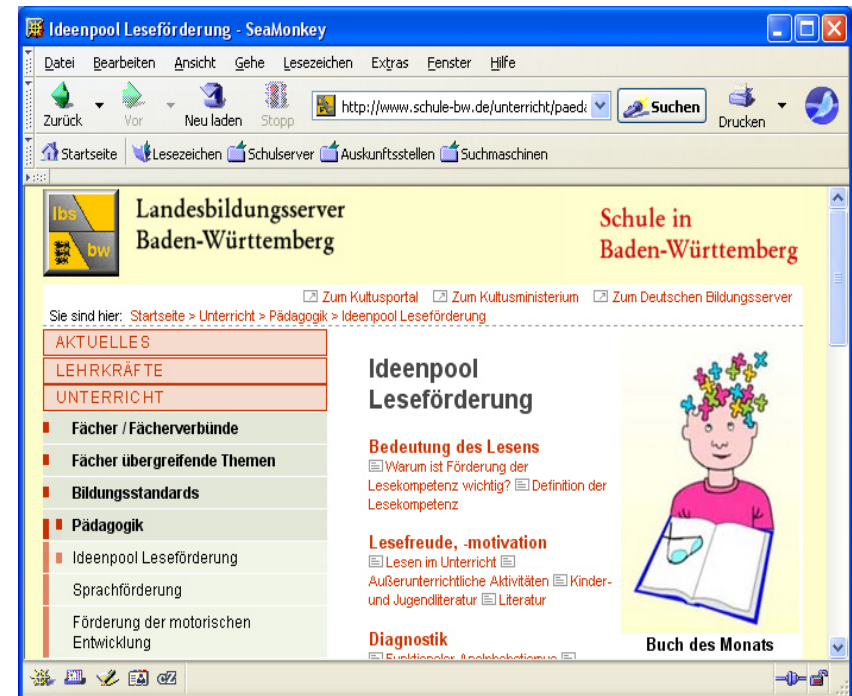 Ideenpool Leseförderung - SeaMonkey
Datei Bearbeiten Ansicht Gehe Lesezeichen Extras Fenster Hilfe
Zurück Vor Neu laden Stopp http://www.schule-bw.de/unterricht/paeda Suchen Drucken
Startseite Lesezeichen Schulserver Auskunftsstellen Suchmaschinen
lbs bw
Landesbildungsserver
Baden-Württemberg
Schule in
Baden-Württemberg
Zum Kultusportal Zum Kultusministerium Zum Deutschen Bildungsserver
Sie sind hier: Startseite > Unterricht > Pädagogik > Ideenpool Leseförderung
AKTUELLES
LEHRKRÄFTE
UNTERRICHT
Fächer / Fächerverbünde
Fächer übergreifende Themen
Bildungsstandards
Pädagogik
Ideenpool Leseförderung
Sprachförderung
Förderung der motorischen
Entwicklung
Ideenpool
Leseförderung
Bedeutung des Lesens
Warum ist Förderung der
Lesekompetenz wichtig? Definition der
Lesekompetenz
Lesefreude, -motivation
Lesen im Unterricht
Außerunterrichtliche Aktivitäten Kinder-
und Jugendliteratur Literatur
Diagnostik
Buch des Monats